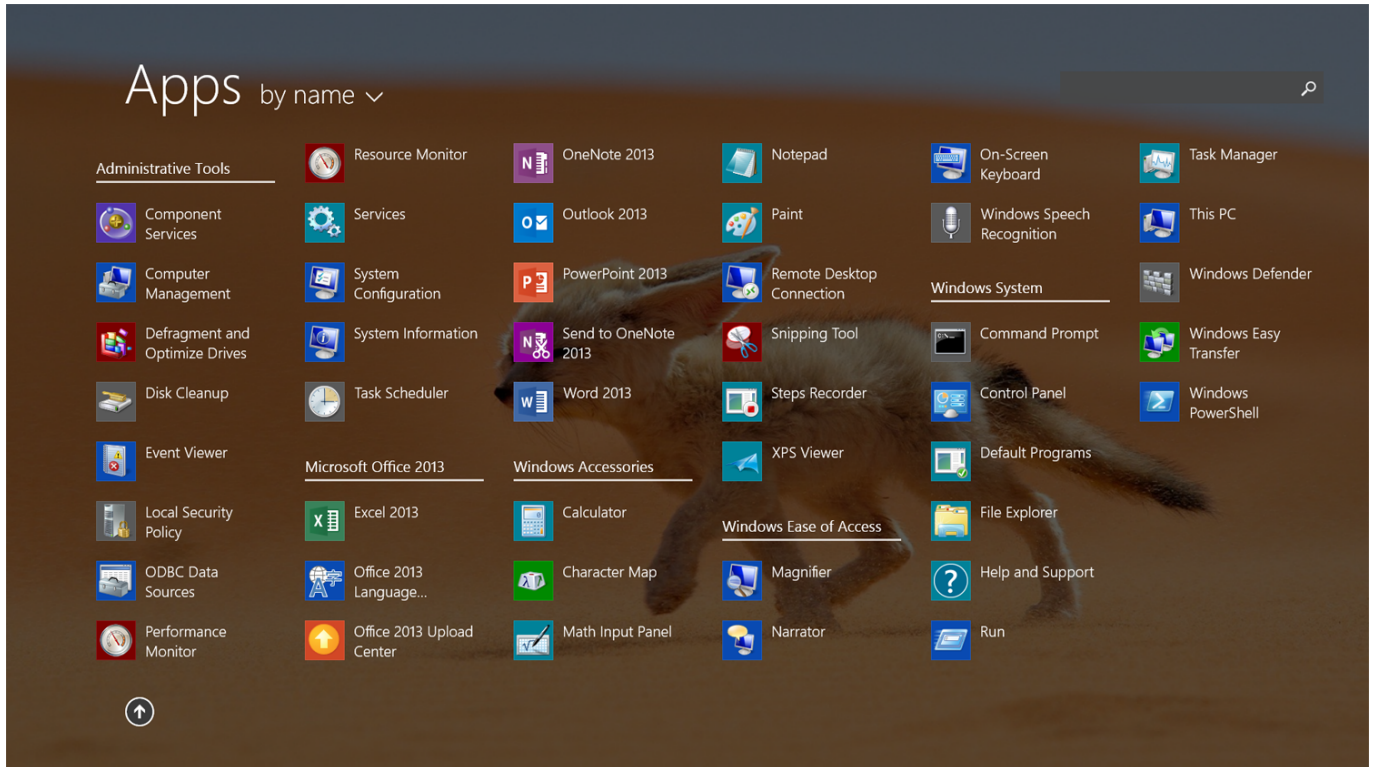 Apps by name
Administrative Tools
Component
Services
Computer
Management
Defragment and
Optimize Drives
Disk Cleanup
Event Viewer
Local Security
Policy
ODBC Data
Sources
Performance
Monitor
Resource Monitor
Services
System
Configuration
System Information
Task Scheduler
Microsoft Office 2013
Excel 2013
Office 2013
Language...
Office 2013 Upload
Center
OneNote 2013
Outlook 2013
PowerPoint 2013
Send to OneNote
2013
Word 2013
Windows Accessories
Calculator
Character Map
Math Input Panel
Notepad
Paint
Remote Desktop
Connection
Snipping Tool
Steps Recorder
XPS Viewer
Windows Ease of Access
Magnifier
Narrator
On-Screen
Keyboard
Windows Speech
Recognition
Windows System
Command Prompt
Control Panel
Default Programs
File Explorer
Help and Support
Run
Task Manager
This PC
Windows Defender
Windows Easy
Transfer
Windows
PowerShell